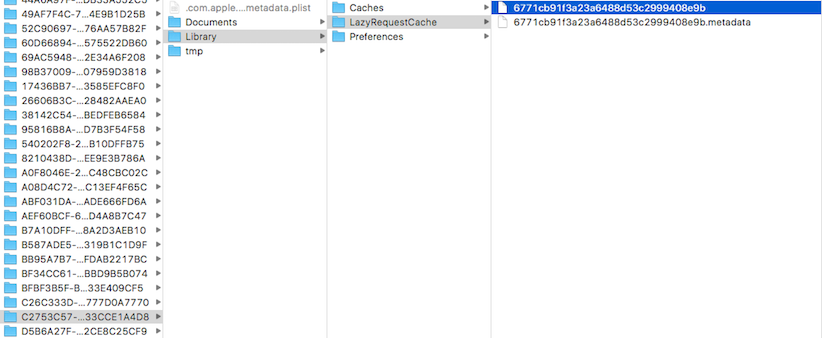 49AF7F4C-7...4E9B1D25B
52C90697-...76AA57B82F
60D66894-...575522DB60
69AC5948-...2E34A6F208
98B37009-...07959D3818
17436BB7-...3585EFC8F0
26606B3C-...28482AAEA0
38142C54-...BEDFEB6584
95816B8A-...D7B3F54F58
540202F8-2...B10DFFB75
8210438D-...EE9E3B786A
A0F8046E-2...C48CBC02C
A08D4C72-...C13EF4F65C
ABF031DA-...ADE666FD6A
AEF60BCF-6...D4A8B7C47
B7A10DFF-...8A2D3AEB10
B587ADE5-...319B1C1D9F
BB95A7B7-...FDAB2217BC
BF34CC61-...BBD9B5B074
BFBF3B5F-B...33E409CF5
C26C333D-...777D0A7770
C2753C57-...33CCE1A4D8
D5B6A27F-...2CE8C25CF9
.com.apple....metadata.plist
Documents
Library
tmp
Caches
LazyRequestCache
Preferences
6771cb91f3a23a6488d53c2999408e9b
6771cb91f3a23a6488d53c2999408e9b.metadata